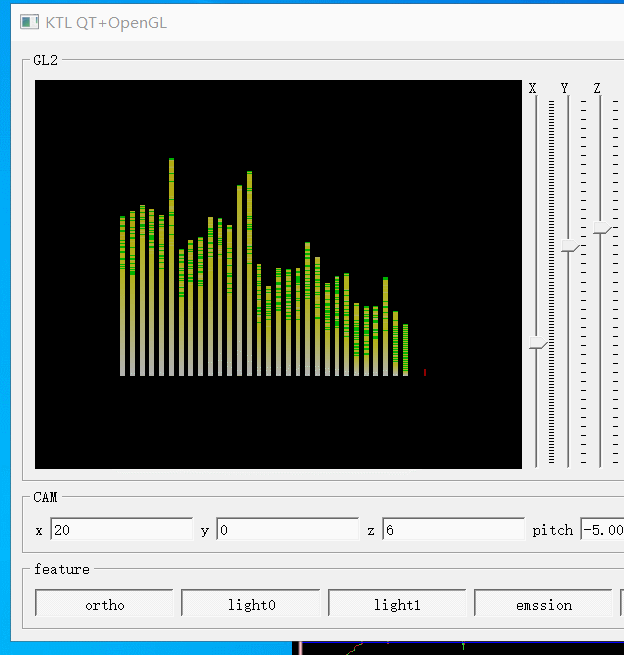 KTL QT+OpenGL
GL2
X Y Z
CAM
x 20 y 0 z 6 pitch -5.00
feature
ortho light0 light1 emssion